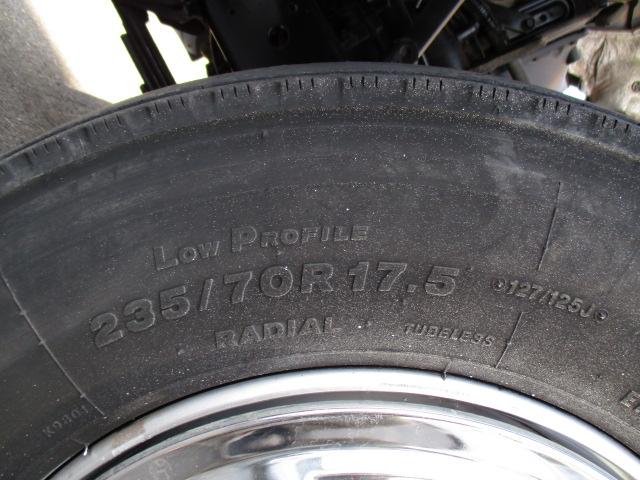 LOW PROFILE
235/70R 17.5 127/125J
RADIAL TUBELESS